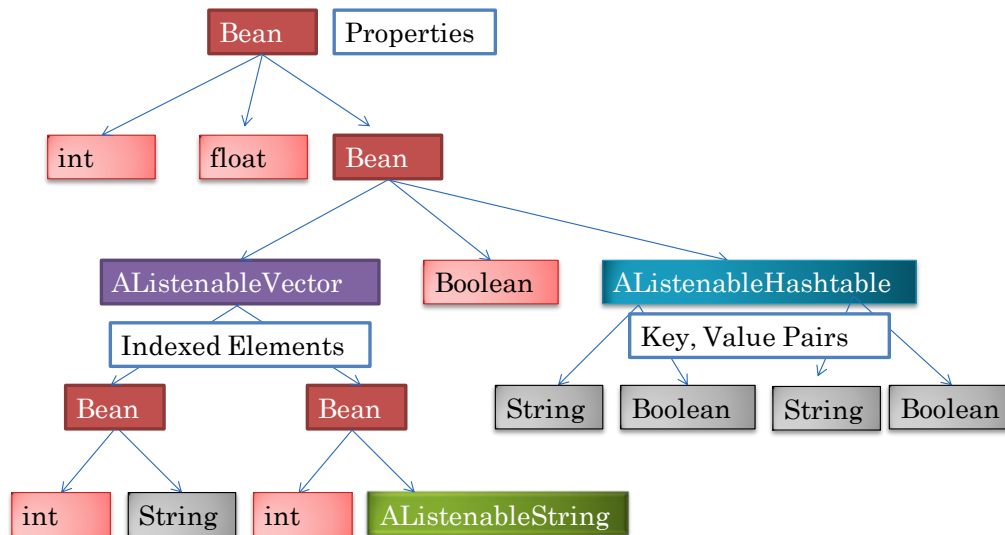 Bean
Properties
int
float
Bean
AListenableVector
Boolean
AListenableHashtable
Indexed Elements
Key, Value Pairs
Bean
Bean
String
Boolean
String
Boolean
int
String
int
AListenableString